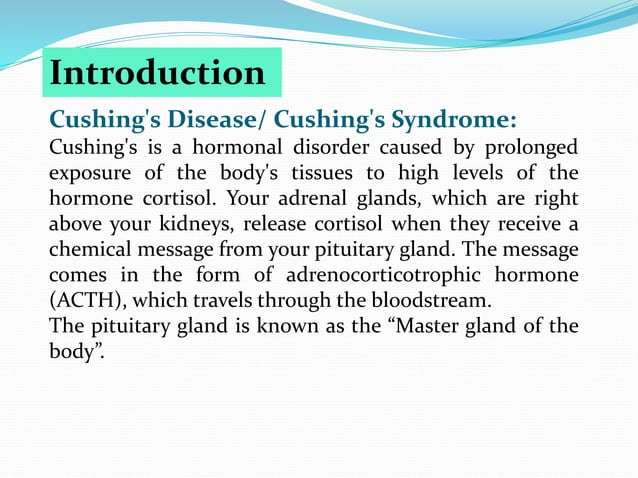 Introduction
Cushing's Disease/ Cushing's Syndrome:
Cushing's is a hormonal disorder caused by prolonged
exposure of the body's tissues to high levels of the
hormone cortisol. Your adrenal glands, which are right
above your kidneys, release cortisol when they receive a
chemical message from your pituitary gland. The message
comes in the form of adrenocorticotrophic hormone
(ACTH), which travels through the bloodstream.
The pituitary gland is known as the “Master gland of the
body”.